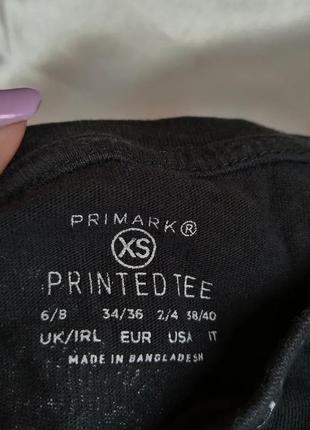 PRIMARK®
XS
PRINTED TEE
6/8 34/36 2/4 38/40
UK/IRL EUR USA IT
MADE IN BANGLADESH